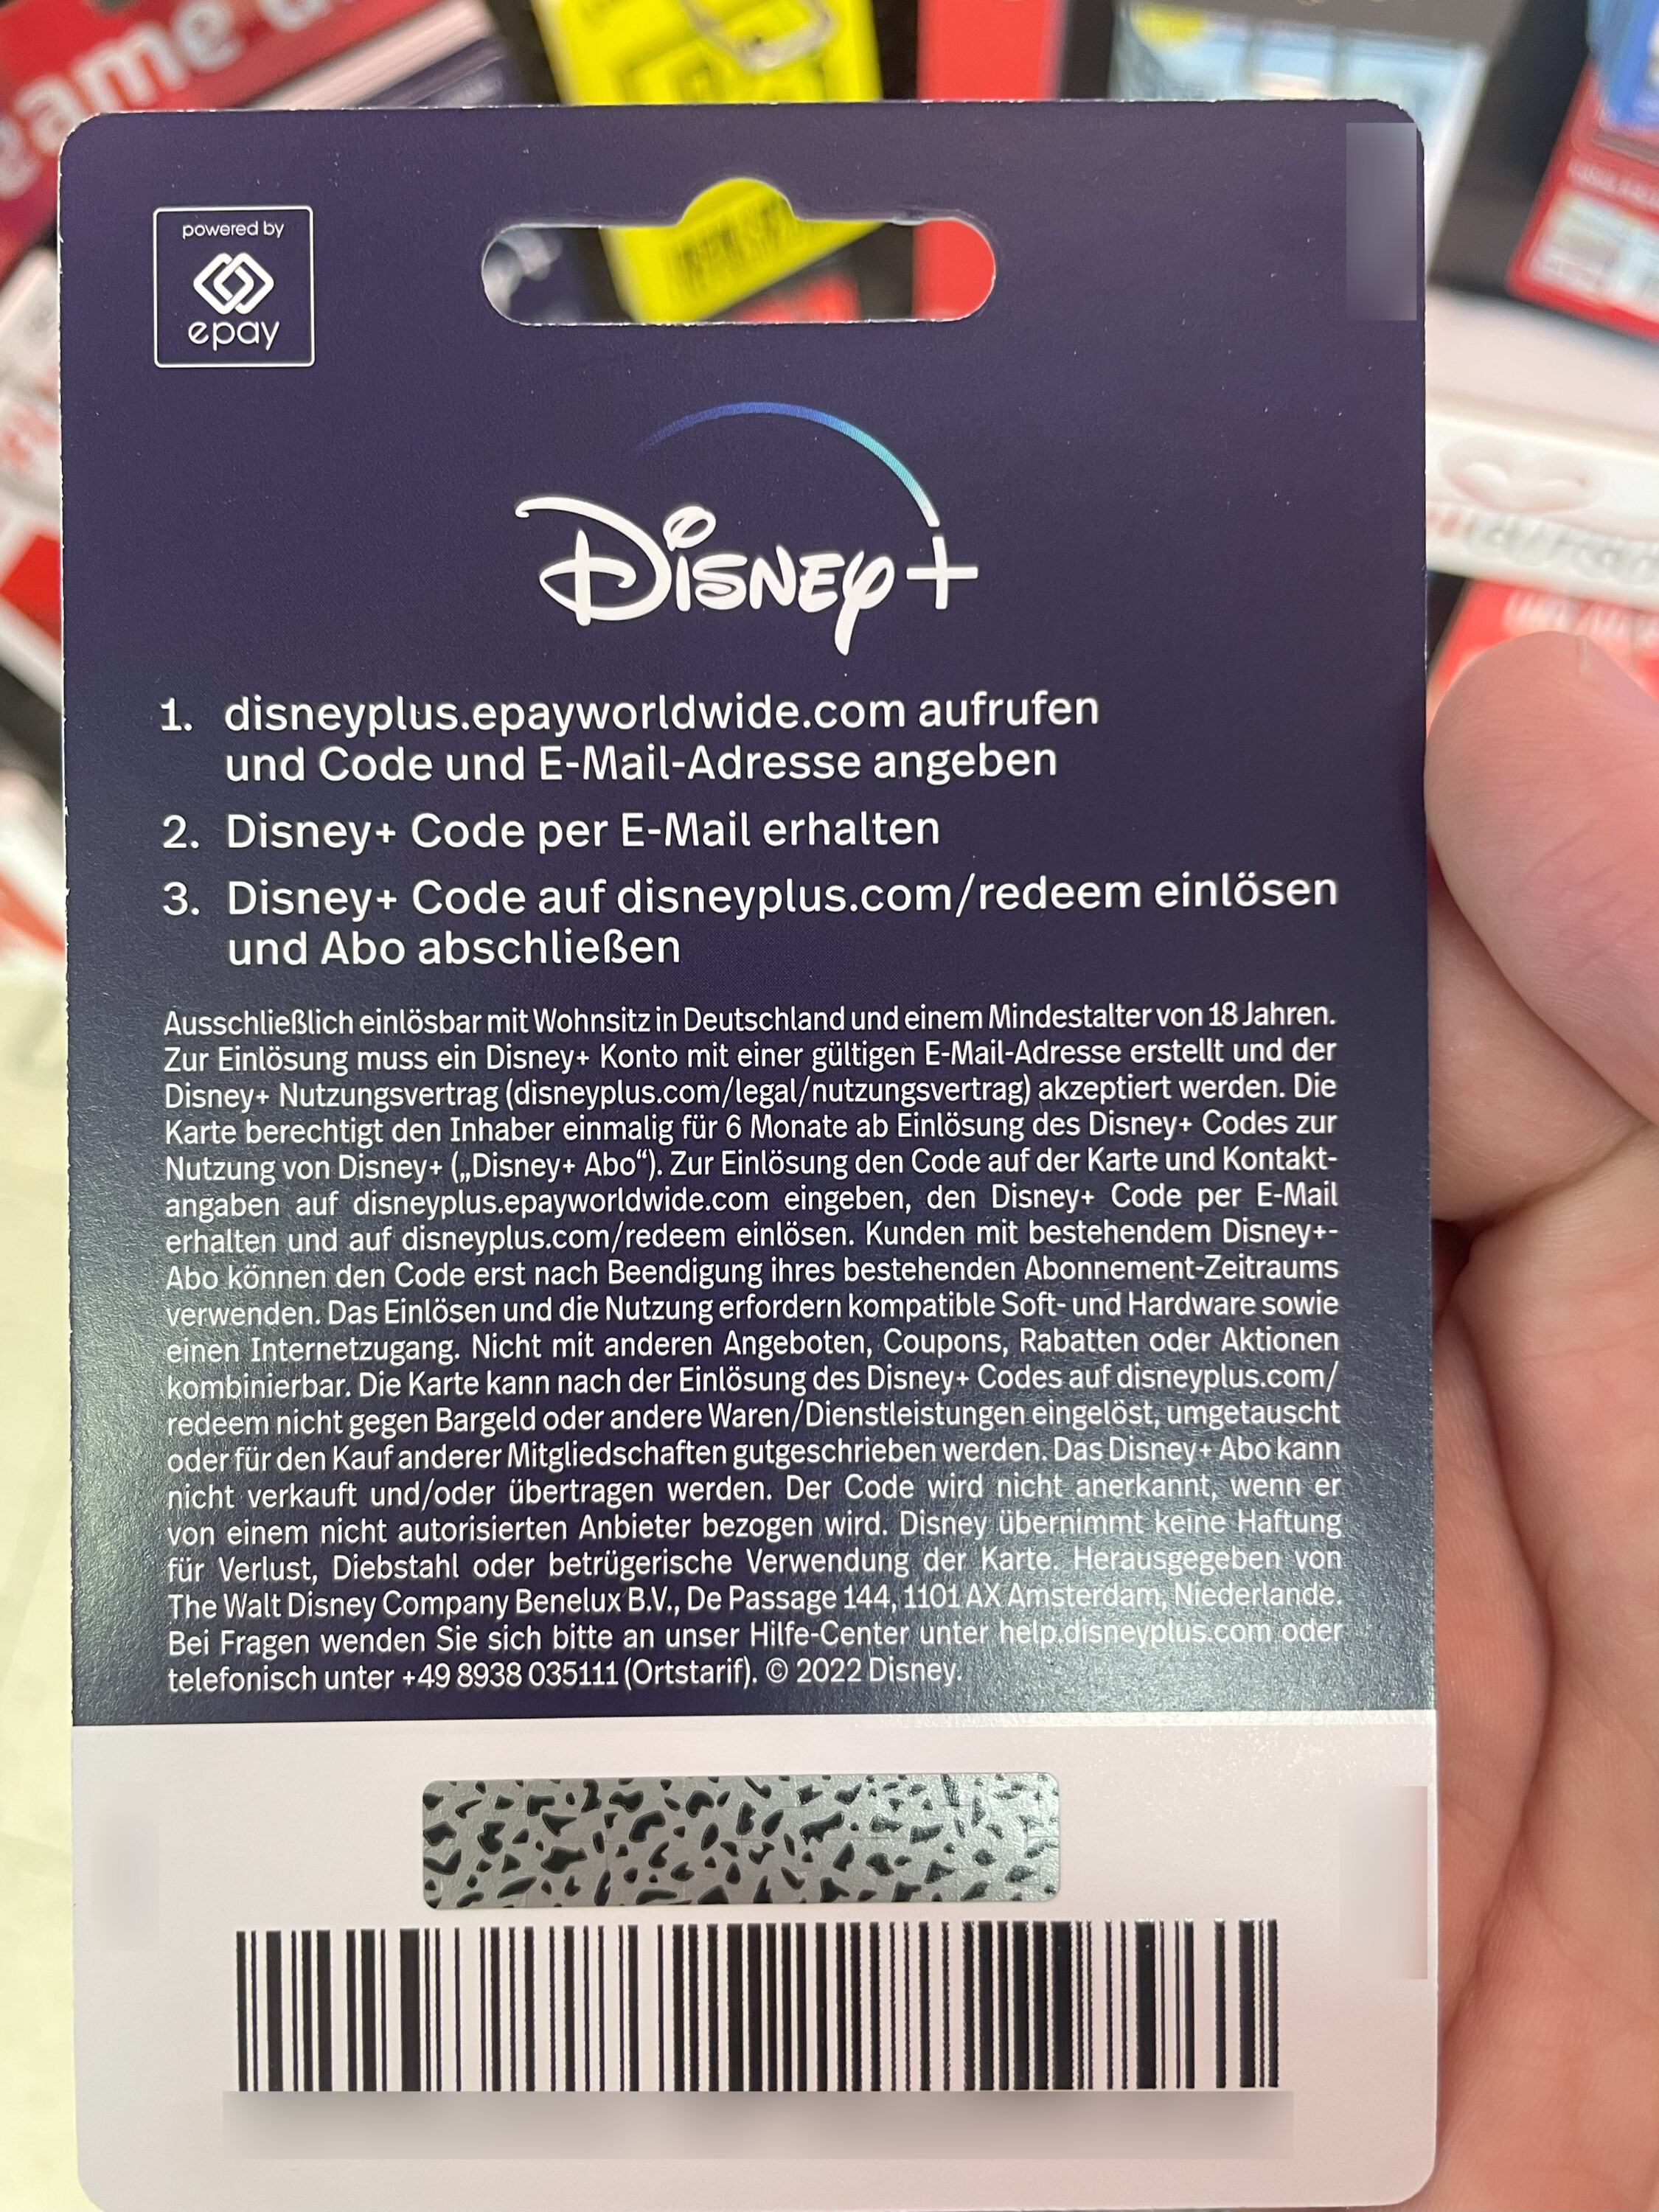 powered by
epay
Disney+
1. disneyplus.epayworldwide.com aufrufen
und Code und E-Mail-Adresse angeben
2. Disney+ Code per E-Mail erhalten
3. Disney+ Code auf disneyplus.com/redeem einlösen
und Abo abschließen
Ausschließlich einlösbar mit Wohnsitz in Deutschland und einem Mindestalter von 18 Jahren.
Zur Einlösung muss ein Disney+ Konto mit einer gültigen E-Mail-Adresse erstellt und der
Disney+ Nutzungsvertrag (disneyplus.com/legal/nutzungsvertrag) akzeptiert werden. Die
Karte berechtigt den Inhaber einmalig für 6 Monate ab Einlösung des Disney+ Codes zur
Nutzung von Disney+ („Disney+ Abo“). Zur Einlösung den Code auf der Karte und Kontakt-
angaben auf disneyplus.epayworldwide.com eingeben, den Disney+ Code per E-Mail
erhalten und auf disneyplus.com/redeem einlösen. Kunden mit bestehendem Disney+-
Abo können den Code erst nach Beendigung ihres bestehenden Abonnement-Zeitraums
verwenden. Das Einlösen und die Nutzung erfordern kompatible Soft- und Hardware sowie
einen Internetzugang. Nicht mit anderen Angeboten, Coupons, Rabatten oder Aktionen
kombinierbar. Die Karte kann nach der Einlösung des Disney+ Codes auf disneyplus.com/
redeem nicht gegen Bargeld oder andere Waren/Dienstleistungen eingelöst, umgetauscht
oder für den Kauf anderer Mitgliedschaften gutgeschrieben werden. Das Disney+ Abo kann
nicht verkauft und/oder übertragen werden. Der Code wird nicht anerkannt, wenn er
von einem nicht autorisierten Anbieter bezogen wird. Disney übernimmt keine Haftung
für Verlust, Diebstahl oder betrügerische Verwendung der Karte. Herausgegeben von
The Walt Disney Company Benelux B.V., De Passage 144, 1101 AX Amsterdam, Niederlande.
Bei Fragen wenden Sie sich bitte an unser Hilfe-Center unter help.disneyplus.com oder
telefonisch unter +49 8938 035111 (Ortstarif). © 2022 Disney.